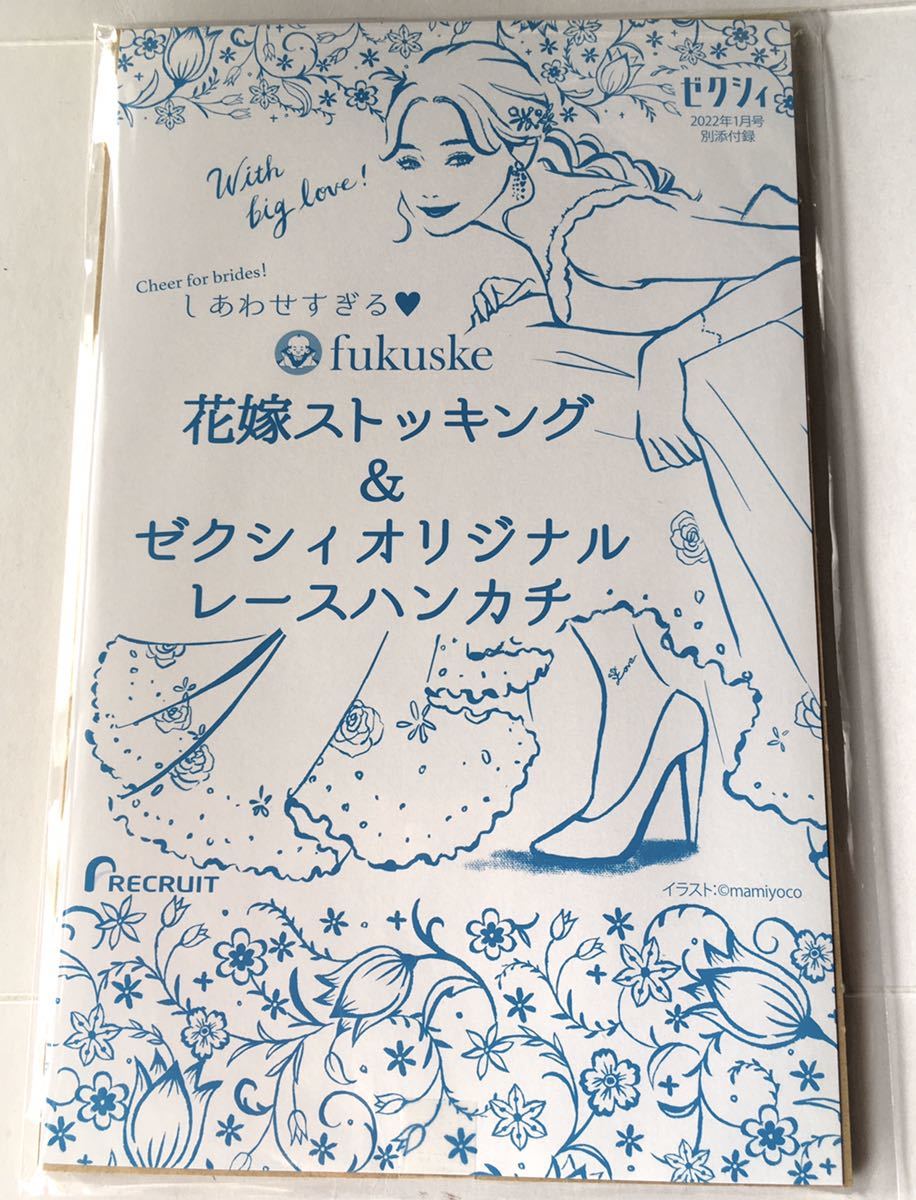 ゼクシィ
2022年1月号
別添付録
With
big love!
Cheer for brides!
しあわせすぎる♥
fukuske
花嫁ストッキング
&
ゼクシィオリジナル
レースハンカチ
Love
RECRUIT
イラスト:©mamiyoco